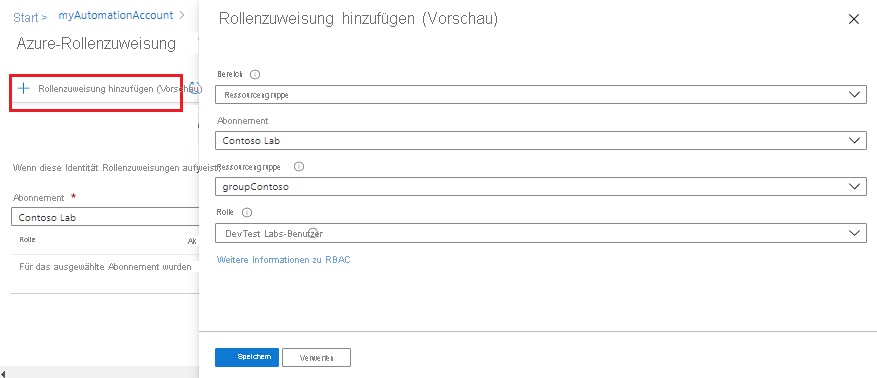 Start > myAutomationAccount >
Azure-Rollenzuweisung
+ Rollenzuweisung hinzufügen (Vorschau)
Wenn diese Identität Rollenzuweisungen aufweist,
Abonnement *
Contoso Lab
Rolle
Ak
Für das ausgewählte Abonnement wurden
Rollenzuweisung hinzufügen (Vorschau)
Bereich
Ressourcengruppe
Abonnement
Contoso Lab
Ressourcengruppe
groupContoso
Rolle
DevTest Labs-Benutzer
Weitere Informationen zu RBAC
Speichern
Verwerfen